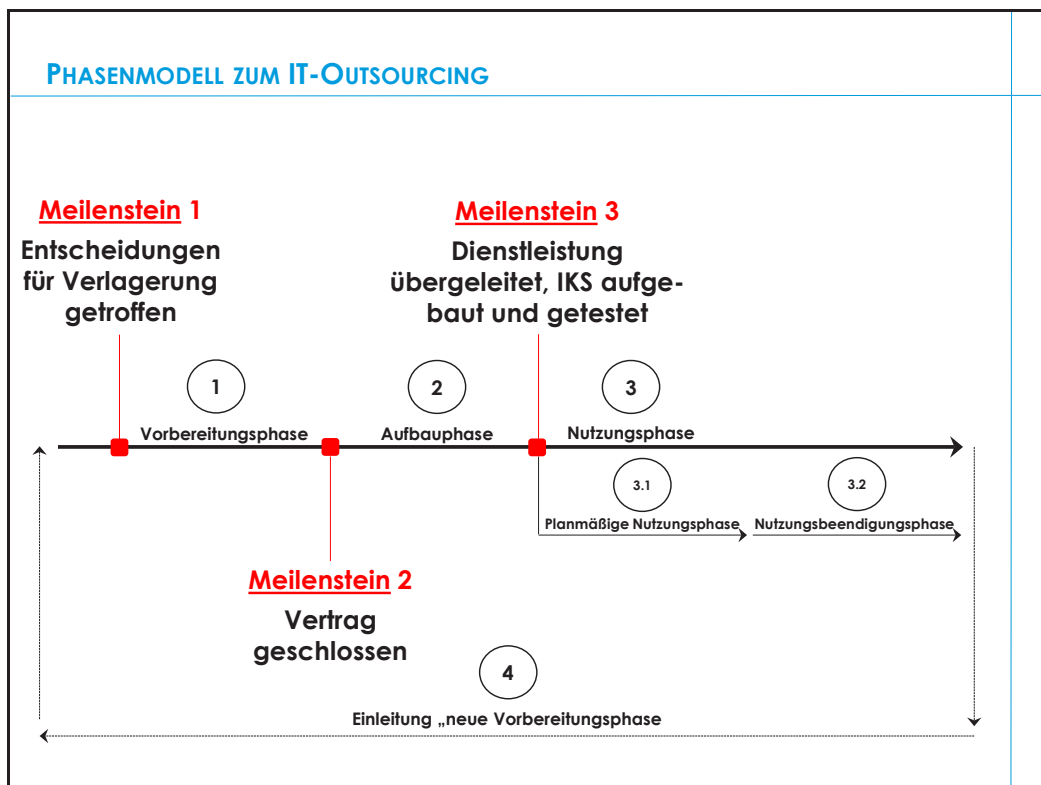 PHASENMODELL ZUM IT-OUTSOURCING
Meilenstein 1
Entscheidungen
für Verlagerung
getroffen
Meilenstein 3
Dienstleistung
übergeleitet, IKS aufge-
baut und getestet
1
2
3
Vorbereitungsphase
Aufbauphase
Nutzungsphase
3.1
3.2
Planmäßige Nutzungsphase
Nutzungsbeendigungsphase
Meilenstein 2
Vertrag
geschlossen
4
Einleitung „neue Vorbereitungsphase